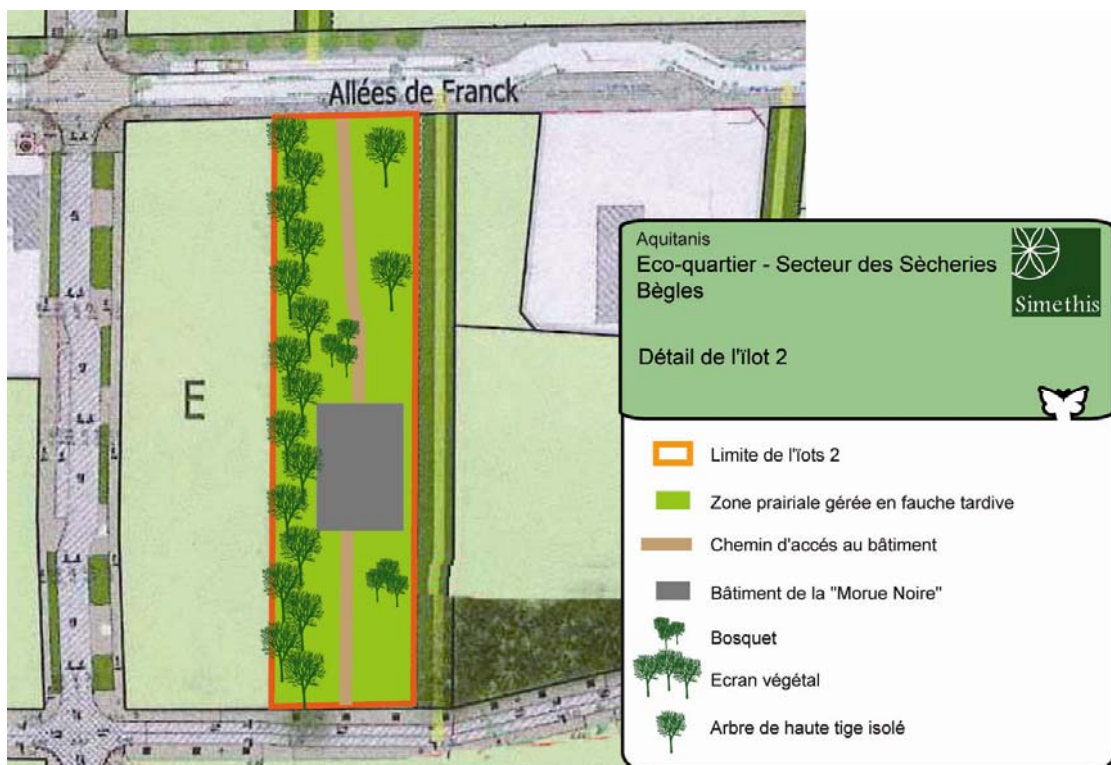 Allées de Franck
E
Aquitanis
Eco-quartier - Secteur des Sècheries
Bègles
Simethis
Détail de l'ïlot 2
Limite de l'ïots 2
Zone prairiale gérée en fauche tardive
Chemin d'accés au bâtiment
Bâtiment de la "Morue Noire"
Bosquet
Ecran végétal
Arbre de haute tige isolé